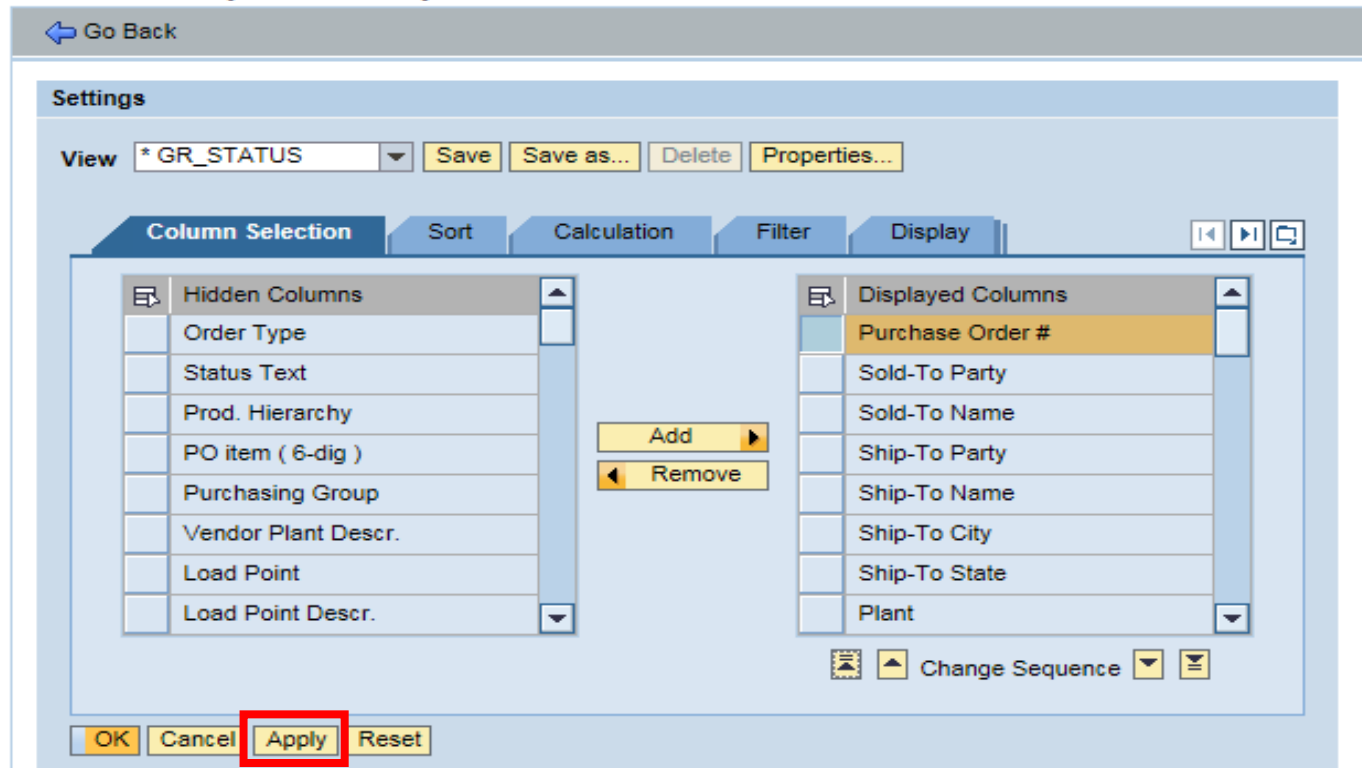 Go Back
Settings
View * GR_STATUS Save Save as... Delete Properties...
Column Selection Sort Calculation Filter Display
Hidden Columns
Order Type
Status Text
Prod. Hierarchy
PO item ( 6-dig )
Purchasing Group
Vendor Plant Descr.
Load Point
Load Point Descr.
Add
Remove
Displayed Columns
Purchase Order #
Sold-To Party
Sold-To Name
Ship-To Party
Ship-To Name
Ship-To City
Ship-To State
Plant
Change Sequence
OK Cancel Apply Reset